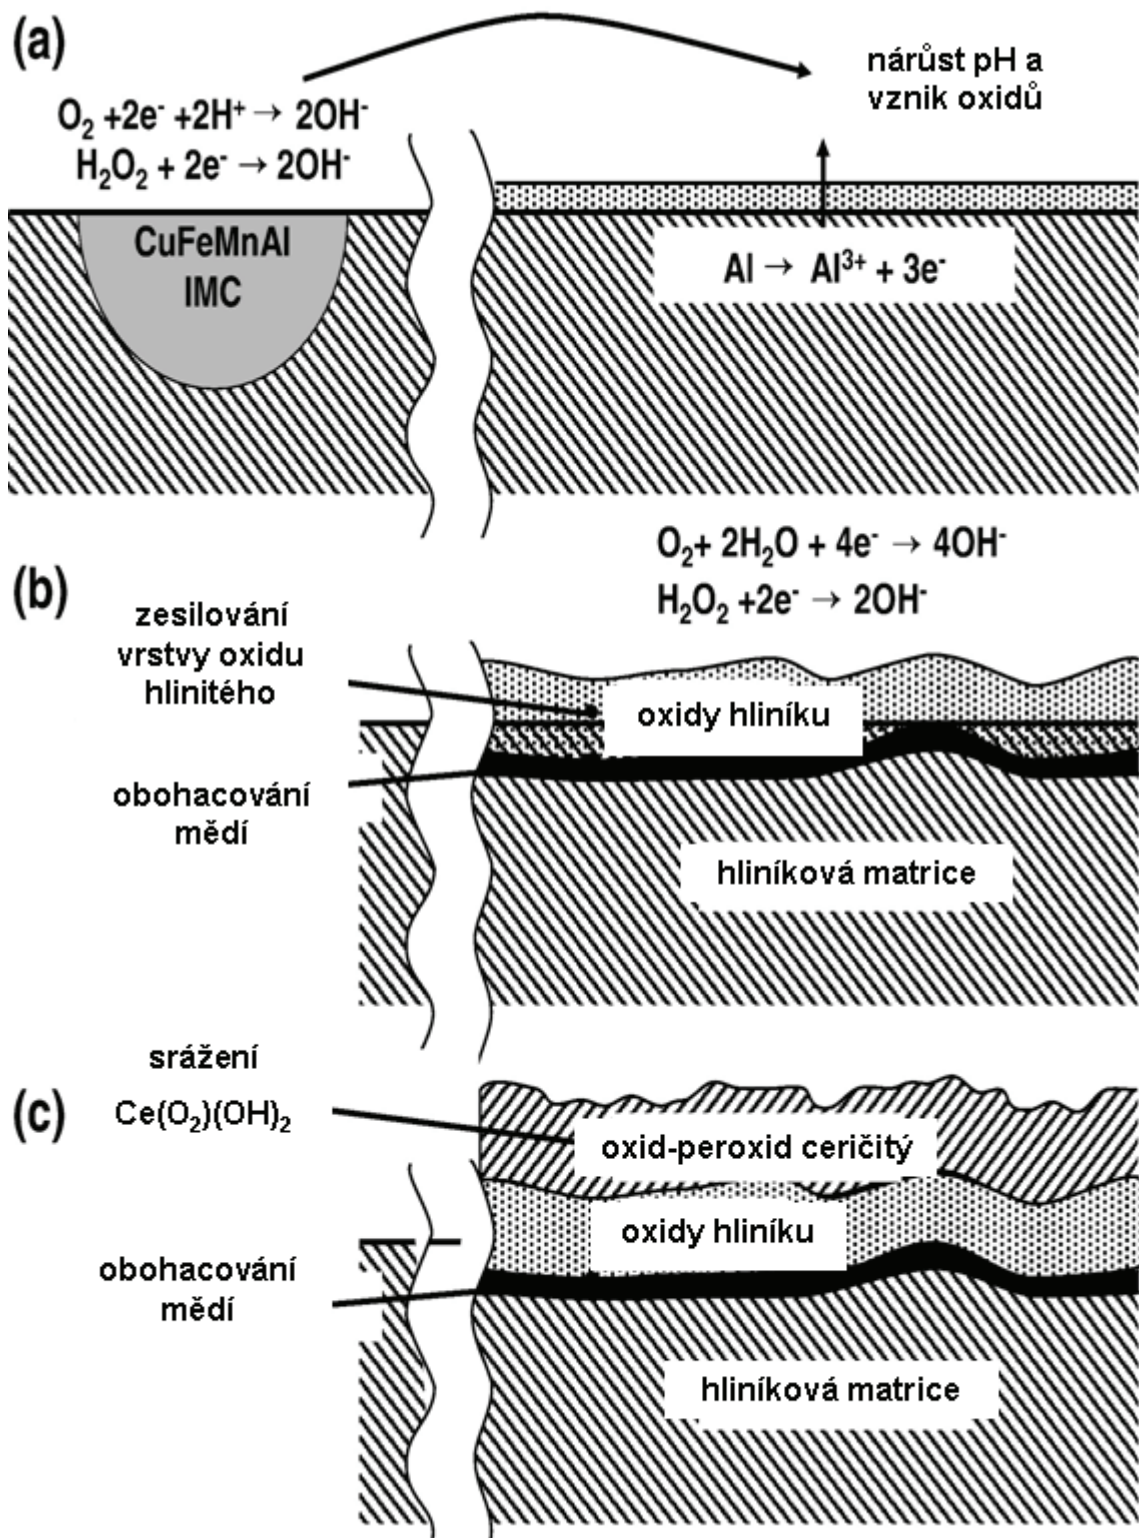 (a)
O₂ +2e⁻ +2H⁺ → 2OH⁻
H₂O₂ + 2e⁻ → 2OH⁻
nárůst pH a
vznik oxidů
CuFeMnAl
IMC
Al → Al³⁺ + 3e⁻
(b)
O₂+ 2H₂O + 4e⁻ → 4OH⁻
H₂O₂ +2e⁻ → 2OH⁻
zesilování
vrstvy oxidu
hlinitého
oxidy hliníku
obohacování
mědí
hliníková matrice
(c)
srážení
Ce(O₂)(OH)₂
oxid-peroxid ceričitý
oxidy hliníku
obohacování
mědí
hliníková matrice